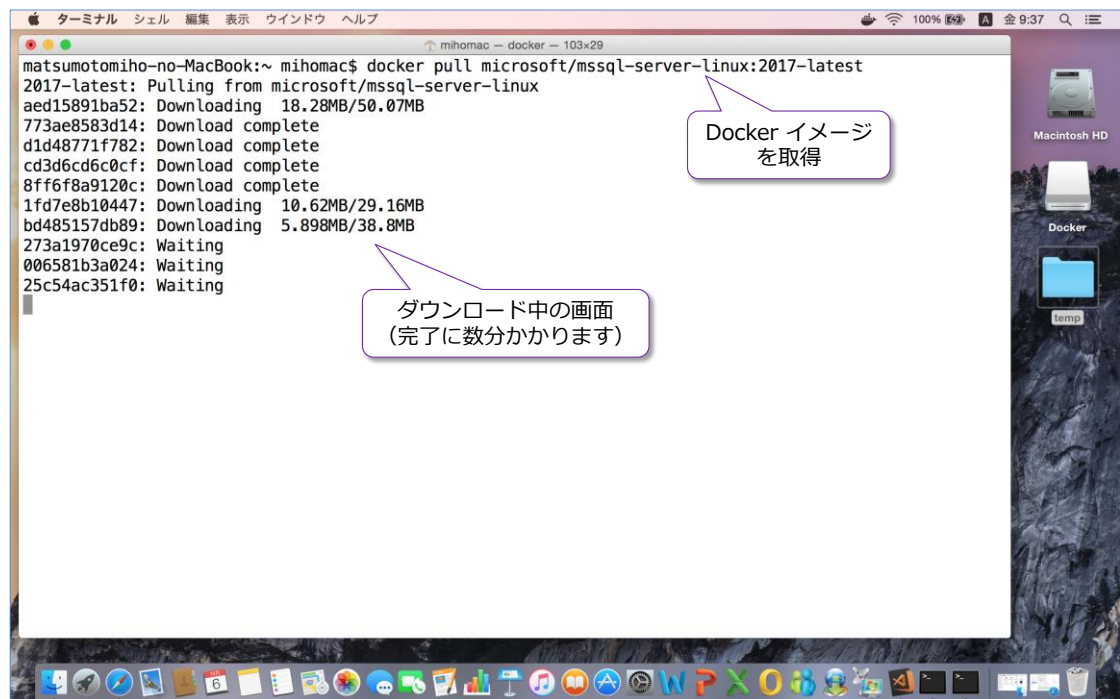 ターミナル シェル 編集 表示 ウインドウ ヘルプ 100% A 金9:37
mihomac — docker — 103×29
matsumotomiho-no-MacBook:~ mihomac$ docker pull microsoft/mssql-server-linux:2017-latest
2017-latest: Pulling from microsoft/mssql-server-linux
aed15891ba52: Downloading 18.28MB/50.07MB
773ae8583d14: Download complete
d1d48771f782: Download complete
cd3d6cd6c0cf: Download complete
8ff6f8a9120c: Download complete
1fd7e8b10447: Downloading 10.62MB/29.16MB
bd485157db89: Downloading 5.898MB/38.8MB
273a1970ce9c: Waiting
006581b3a024: Waiting
25c54ac351f0: Waiting
Docker イメージ
を取得
ダウンロード中の画面
（完了に数分かかります）
Macintosh HD
Docker
temp
6